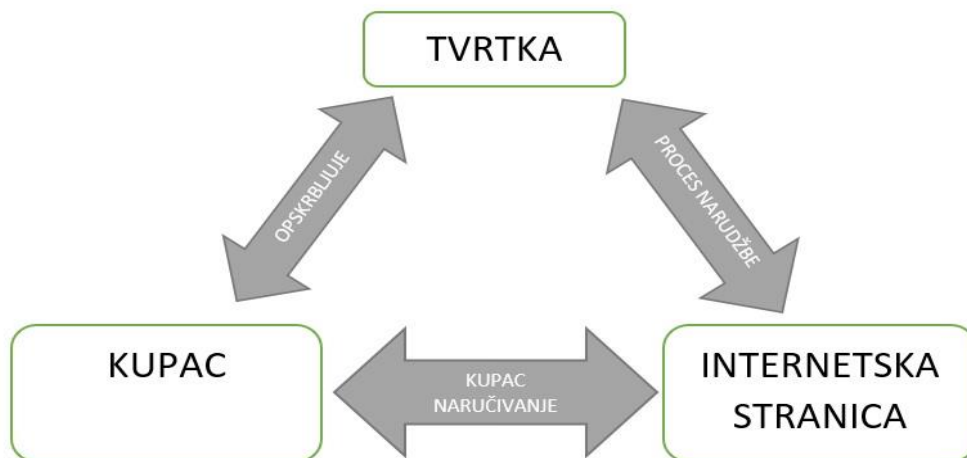 TVRTKA
OPSKRBLJUJE
PROCES NARUDŽBE
KUPAC
KUPAC
NARUČIVANJE
INTERNETSKA
STRANICA